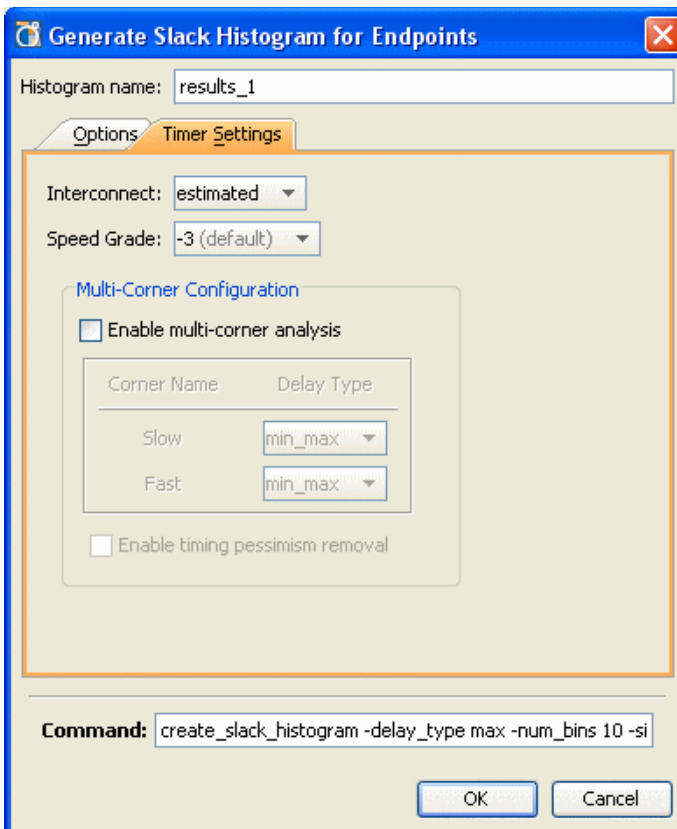 Generate Slack Histogram for Endpoints
Histogram name: results_1
Options Timer Settings
Interconnect: estimated
Speed Grade: -3 (default)
Multi-Corner Configuration
Enable multi-corner analysis
Corner Name Delay Type
Slow min_max
Fast min_max
Enable timing pessimism removal
Command: create_slack_histogram -delay_type max -num_bins 10 -si
OK Cancel